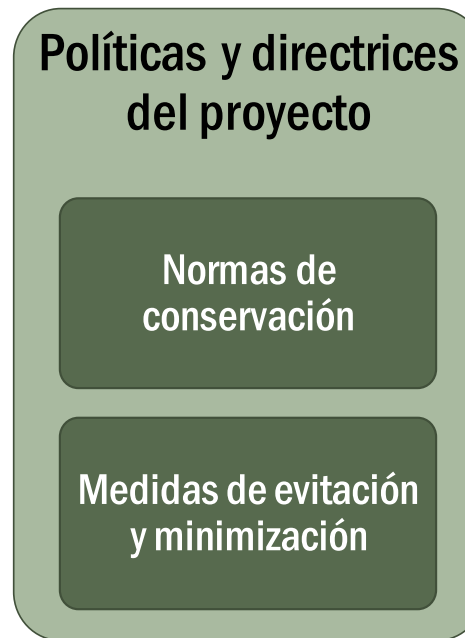 Políticas y directrices
del proyecto
Normas de
conservación
Medidas de evitación
y minimización